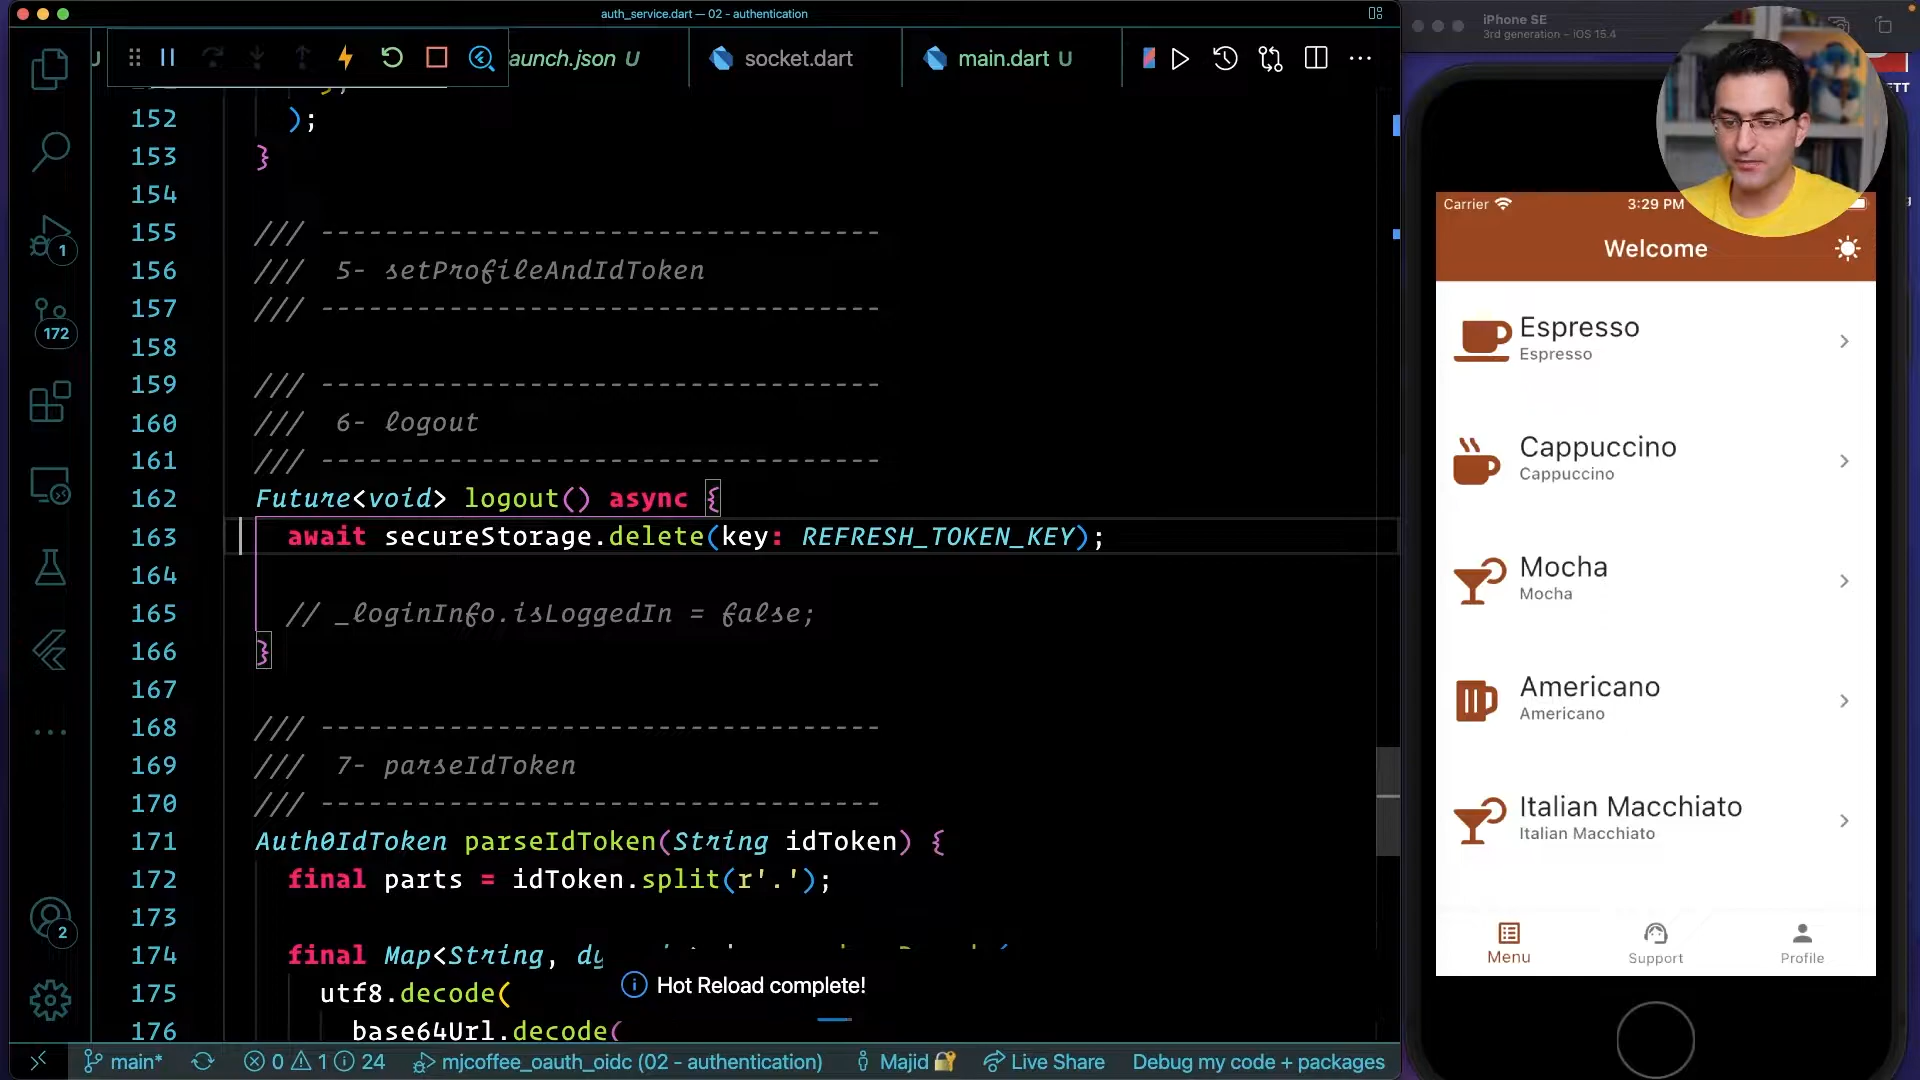 auth_service.dart — 02 - authentication
launch.json U
socket.dart
main.dart U
152 );
153 }
154
155 /// -----------------------------------
156 /// 5- setProfileAndIdToken
157 /// -----------------------------------
158
159 /// -----------------------------------
160 /// 6- logout
161 /// -----------------------------------
162 Future<void> logout() async {
163 await secureStorage.delete(key: REFRESH_TOKEN_KEY);
164
165 // _loginInfo.isLoggedIn = false;
166 }
167
168 /// -----------------------------------
169 /// 7- parseIdToken
170 /// -----------------------------------
171 Auth0IdToken parseIdToken(String idToken) {
172 final parts = idToken.split(r'.');
173
174 final Map<String, dy
175 utf8.decode(
176 base64Url.decode(
Hot Reload complete!
1
172
2
main*
0 1 24
mjcoffee_oauth_oidc (02 - authentication)
Majid 🔐
Live Share
Debug my code + packages
iPhone SE
3rd generation – iOS 15.4
Carrier
3:29 PM
Welcome
Espresso
Espresso
Cappuccino
Cappuccino
Mocha
Mocha
Americano
Americano
Italian Macchiato
Italian Macchiato
Menu
Support
Profile